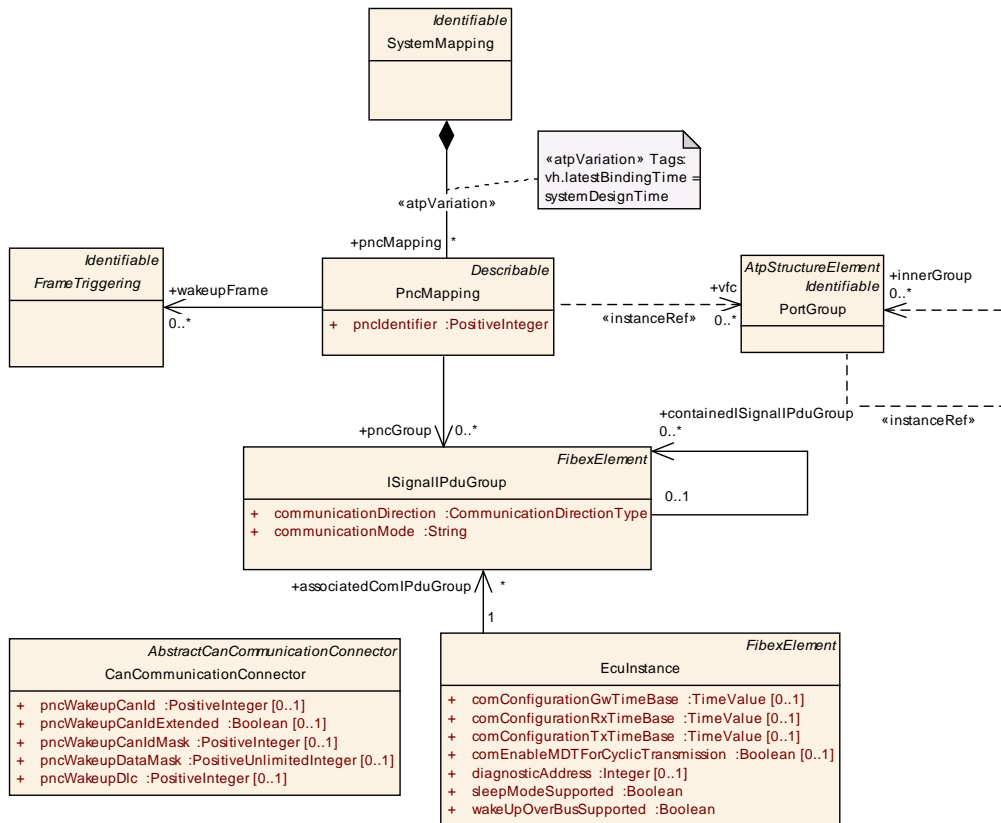 Identifiable
SystemMapping
«atpVariation» Tags:
vh.latestBindingTime =
systemDesignTime
«atpVariation»
+pncMapping *
Identifiable
FrameTriggering
+wakeupFrame
0..*
Describable
PncMapping
+ pncIdentifier :PositiveInteger
+vfc
0..*
«instanceRef»
AtpStructureElement
Identifiable
PortGroup
+innerGroup
0..*
«instanceRef»
+pncGroup 0..*
+containedISignalIPduGroup
0..*
0..1
FibexElement
ISignalIPduGroup
+ communicationDirection :CommunicationDirectionType
+ communicationMode :String
+associatedComIPduGroup *
1
AbstractCanCommunicationConnector
CanCommunicationConnector
+ pncWakeupCanId :PositiveInteger [0..1]
+ pncWakeupCanIdExtended :Boolean [0..1]
+ pncWakeupCanIdMask :PositiveInteger [0..1]
+ pncWakeupDataMask :PositiveUnlimitedInteger [0..1]
+ pncWakeupDlc :PositiveInteger [0..1]
FibexElement
EcuInstance
+ comConfigurationGwTimeBase :TimeValue [0..1]
+ comConfigurationRxTimeBase :TimeValue [0..1]
+ comConfigurationTxTimeBase :TimeValue [0..1]
+ comEnableMDTForCyclicTransmission :Boolean [0..1]
+ diagnosticAddress :Integer [0..1]
+ sleepModeSupported :Boolean
+ wakeUpOverBusSupported :Boolean